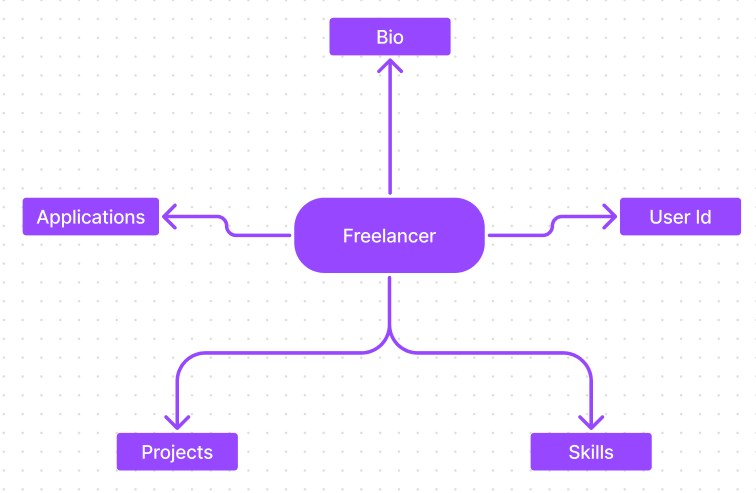 Bio
Applications
User Id
Freelancer
Projects
Skills